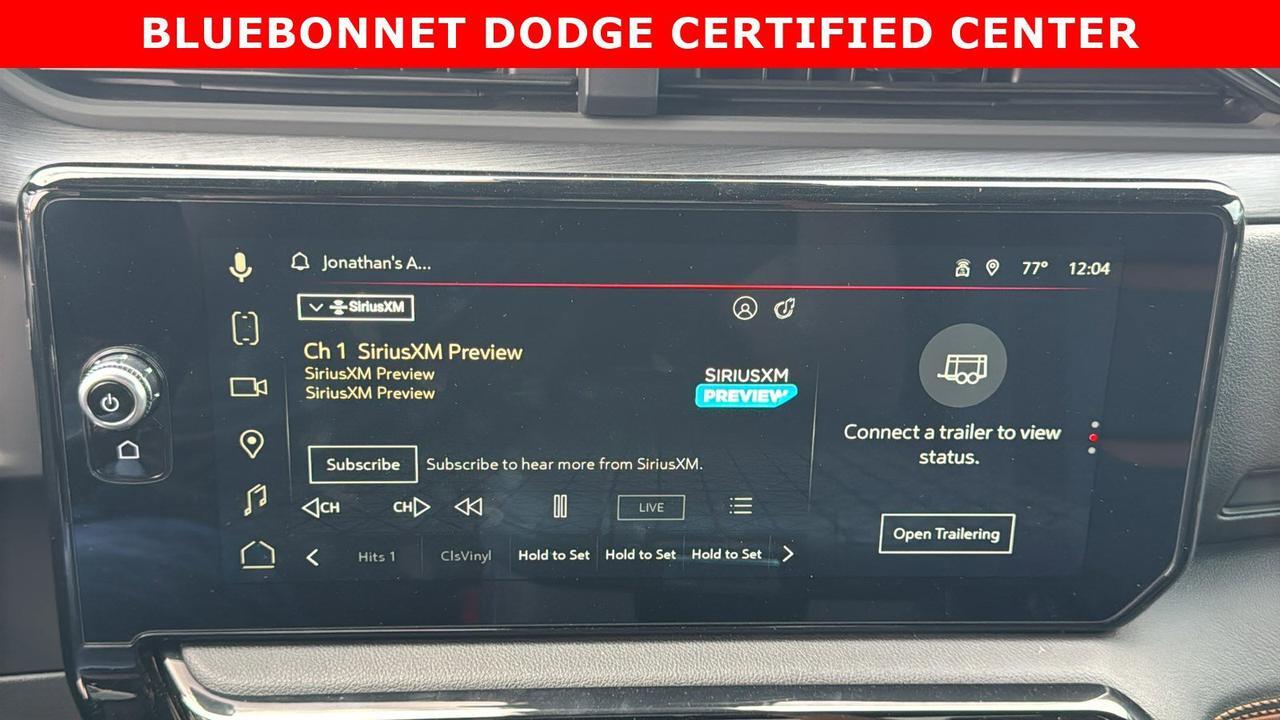 BLUEBONNET DODGE CERTIFIED CENTER
Jonathan's A...
77° 12:04
SiriusXM
Ch 1 SiriusXM Preview
SiriusXM Preview
SiriusXM Preview
SIRIUSXM
PREVIEW
Connect a trailer to view
status.
Subscribe Subscribe to hear more from SiriusXM.
CH CH LIVE
Open Trailering
Hits 1 ClsVinyl Hold to Set Hold to Set Hold to Set